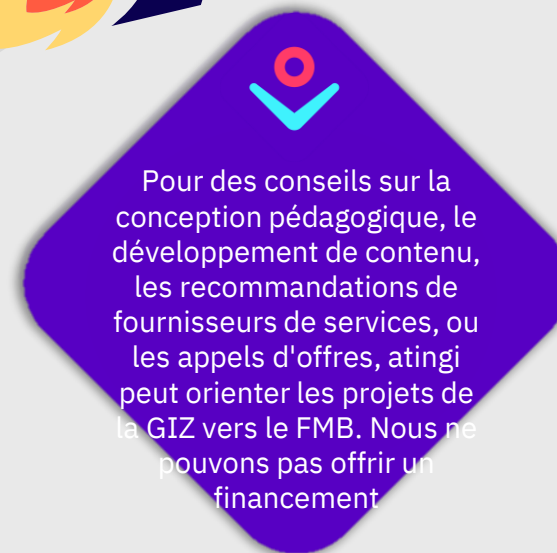 Pour des conseils sur la
conception pédagogique, le
développement de contenu,
les recommandations de
fournisseurs de services, ou
les appels d'offres, atingi
peut orienter les projets de
la GIZ vers le FMB. Nous ne
pouvons pas offrir un
financement